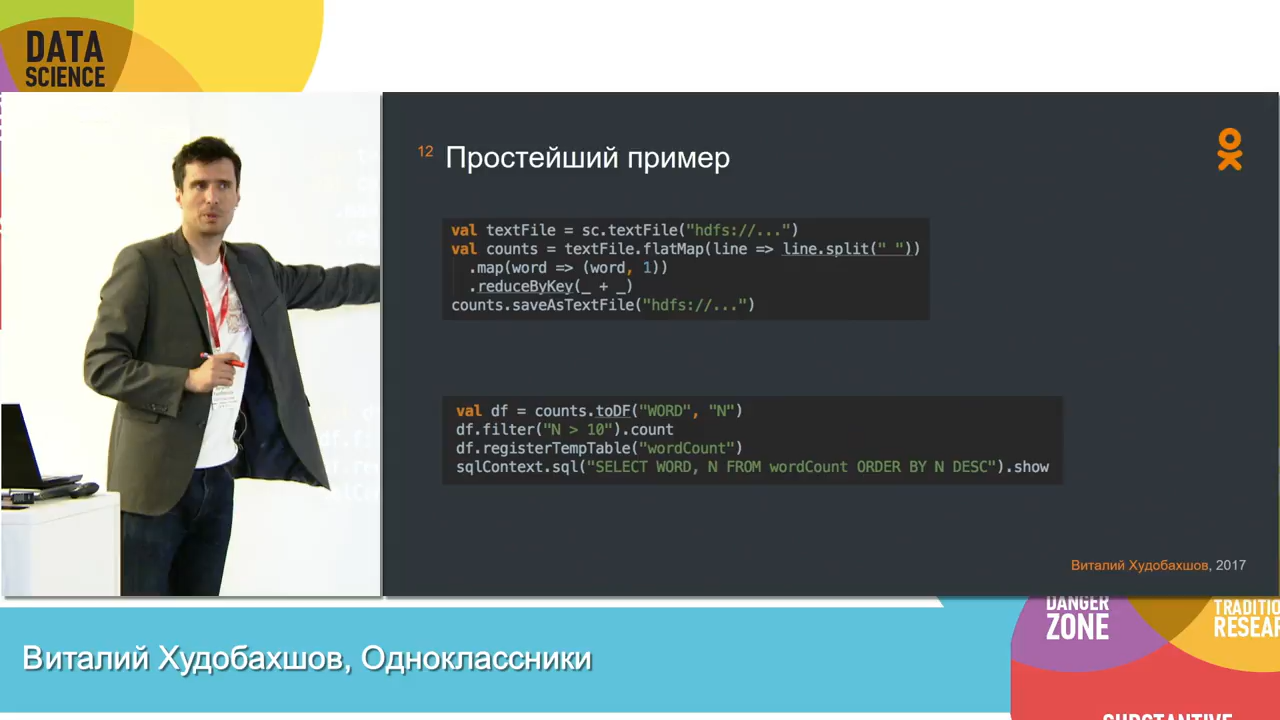 DATA
SCIENCE
12 Простейший пример
val textFile = sc.textFile("hdfs://...")
val counts = textFile.flatMap(line => line.split(" "))
.map(word => (word, 1))
.reduceByKey(_ + _)
counts.saveAsTextFile("hdfs://...")
val df = counts.toDF("WORD", "N")
df.filter("N > 10").count
df.registerTempTable("wordCount")
sqlContext.sql("SELECT WORD, N FROM wordCount ORDER BY N DESC").show
Виталий Худобахшов, 2017
DANGER
ZONE
Виталий Худобахшов, Одноклассники